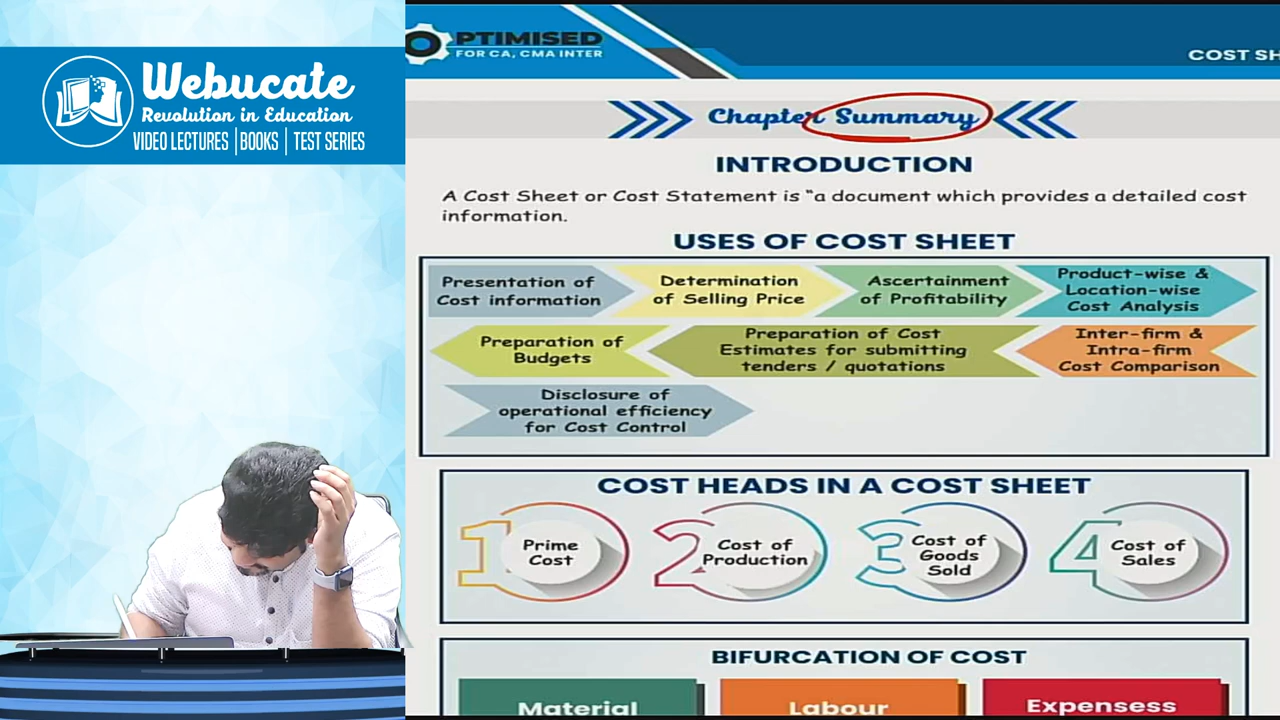 Webucate
Revolution in Education
VIDEO LECTURES | BOOKS | TEST SERIES
PTIMISED
FOR CA, CMA INTER
COST SH
Chapter Summary
INTRODUCTION
A Cost Sheet or Cost Statement is “a document which provides a detailed cost
information.
USES OF COST SHEET
Presentation of
Cost information
Determination
of Selling Price
Ascertainment
of Profitability
Product-wise &
Location-wise
Cost Analysis
Preparation of
Budgets
Preparation of Cost
Estimates for submitting
tenders / quotations
Inter-firm &
Intra-firm
Cost Comparison
Disclosure of
operational efficiency
for Cost Control
COST HEADS IN A COST SHEET
1
Prime
Cost
2
Cost of
Production
3
Cost of
Goods
Sold
4
Cost of
Sales
BIFURCATION OF COST
Material
Labour
Expensess